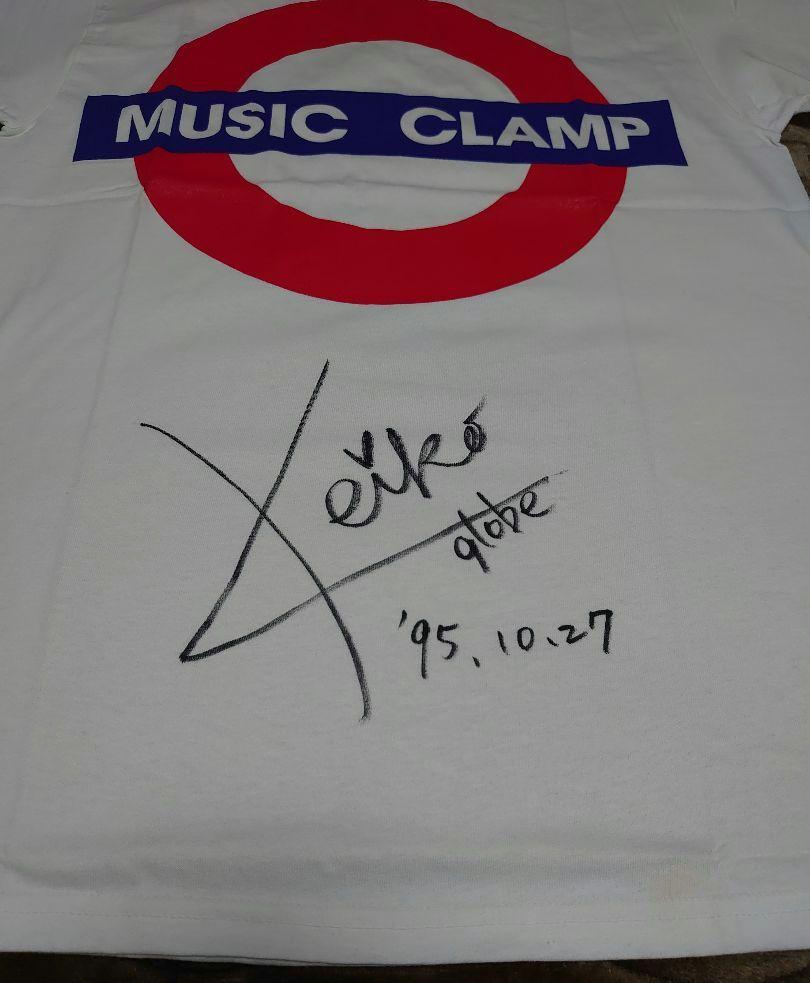 MUSIC CLAMP
Keiko
globe
'95.10.27